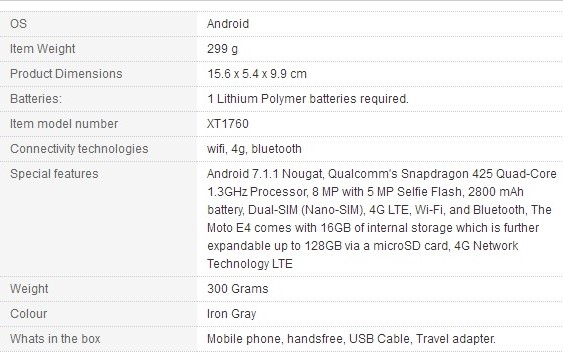 OS Android
Item Weight 299 g
Product Dimensions 15.6 x 5.4 x 9.9 cm
Batteries: 1 Lithium Polymer batteries required.
Item model number XT1760
Connectivity technologies wifi, 4g, bluetooth
Special features Android 7.1.1 Nougat, Qualcomm's Snapdragon 425 Quad-Core
1.3GHz Processor, 8 MP with 5 MP Selfie Flash, 2800 mAh
battery, Dual-SIM (Nano-SIM), 4G LTE, Wi-Fi, and Bluetooth, The
Moto E4 comes with 16GB of internal storage which is further
expandable up to 128GB via a microSD card, 4G Network
Technology LTE
Weight 300 Grams
Colour Iron Gray
Whats in the box Mobile phone, handsfree, USB Cable, Travel adapter.